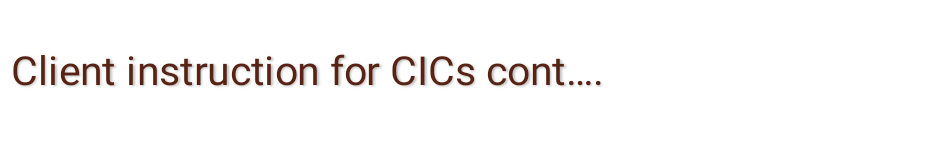 Client instruction for CICs cont….